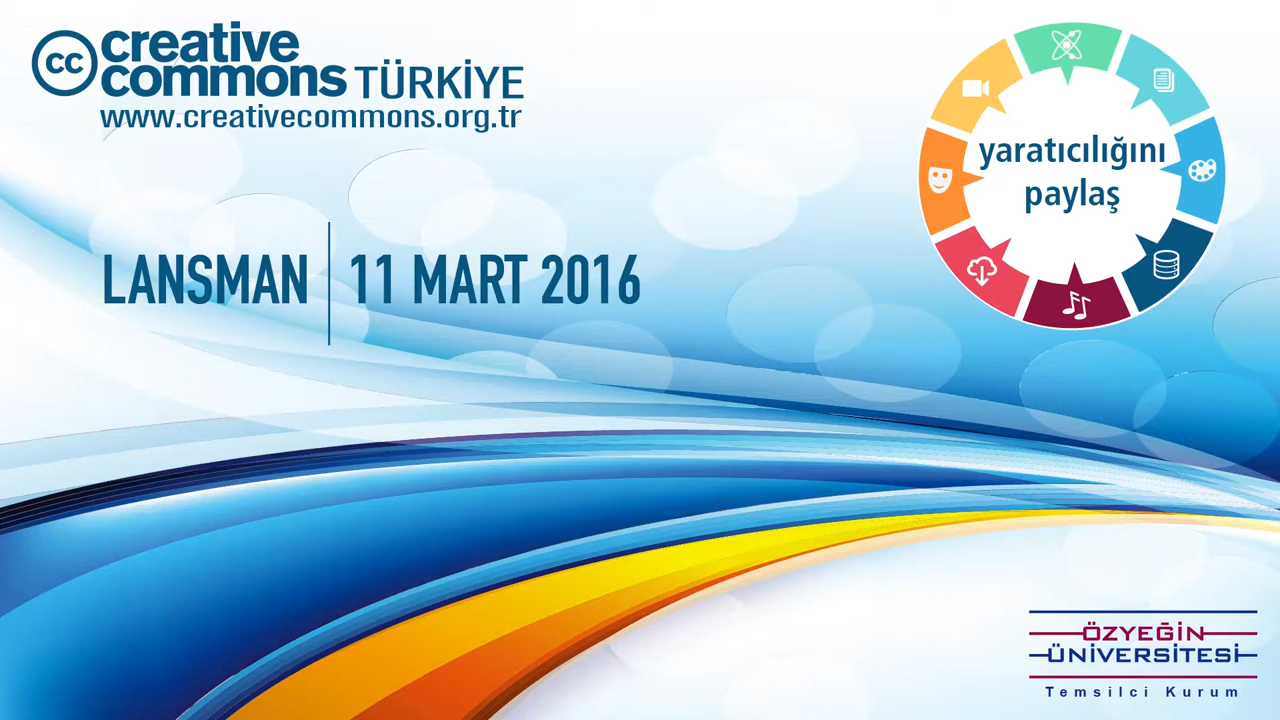 cc creative
commons TÜRKİYE
www.creativecommons.org.tr
yaratıcılığını
paylaş
LANSMAN | 11 MART 2016
ÖZYEĞİN
ÜNİVERSİTESİ
Temsilci Kurum